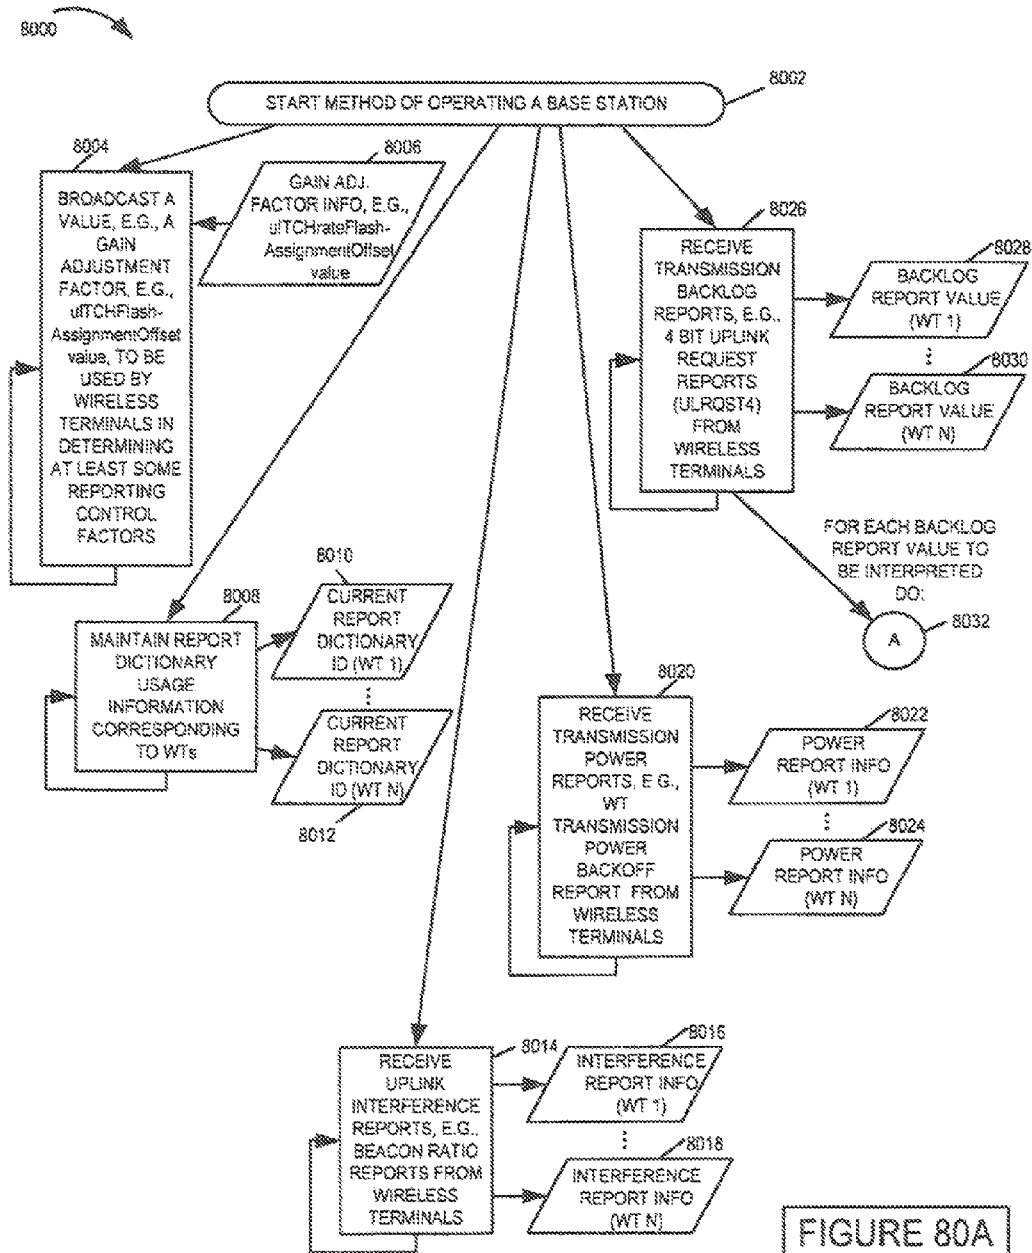 8000
8002
START METHOD OF OPERATING A BASE STATION
8004
BROADCAST A
VALUE, E.G., A
GAIN
ADJUSTMENT
FACTOR, E.G.,
ulTCHFlash-
AssignmentOffset
value, TO BE
USED BY
WIRELESS
TERMINALS IN
DETERMINING
AT LEAST SOME
REPORTING
CONTROL
FACTORS
8006
GAIN ADJ.
FACTOR INFO, E.G.,
ulTCHrateFlash-
AssignmentOffset
value
8026
RECEIVE
TRANSMISSION
BACKLOG
REPORTS, E.G.,
4 BIT UPLINK
REQUEST
REPORTS
(ULRQST4)
FROM
WIRELESS
TERMINALS
8028
BACKLOG
REPORT VALUE
(WT 1)
8030
BACKLOG
REPORT VALUE
(WT N)
FOR EACH BACKLOG
REPORT VALUE TO
BE INTERPRETED
DO:
A
8032
8008
MAINTAIN REPORT
DICTIONARY
USAGE
INFORMATION
CORRESPONDING
TO WTs
8010
CURRENT
REPORT
DICTIONARY
ID (WT 1)
CURRENT
REPORT
DICTIONARY
ID (WT N)
8012
8020
RECEIVE
TRANSMISSION
POWER
REPORTS, E.G.,
WT
TRANSMISSION
POWER
BACKOFF
REPORT FROM
WIRELESS
TERMINALS
8022
POWER
REPORT INFO
(WT 1)
8024
POWER
REPORT INFO
(WT N)
8014
RECEIVE
UPLINK
INTERFERENCE
REPORTS, E.G.,
BEACON RATIO
REPORTS FROM
WIRELESS
TERMINALS
8016
INTERFERENCE
REPORT INFO
(WT 1)
8018
INTERFERENCE
REPORT INFO
(WT N)
FIGURE 80A